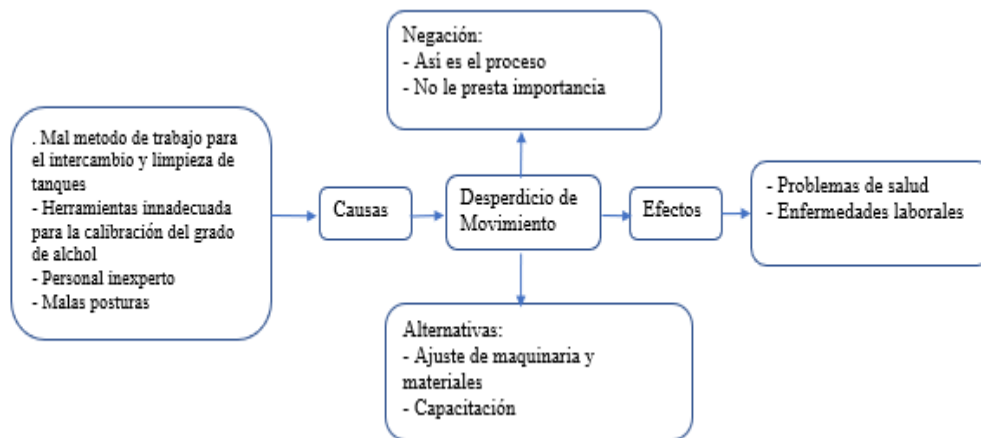 Negación:
- Así es el proceso
- No le presta importancia
. Mal metodo de trabajo para
el intercambio y limpieza de
tanques
- Herramientas innadecuada
para la calibración del grado
de alchol
- Personal inexperto
- Malas posturas
Causas
Desperdicio de
Movimiento
Efectos
- Problemas de salud
- Enfermedades laborales
Alternativas:
- Ajuste de maquinaria y
materiales
- Capacitación